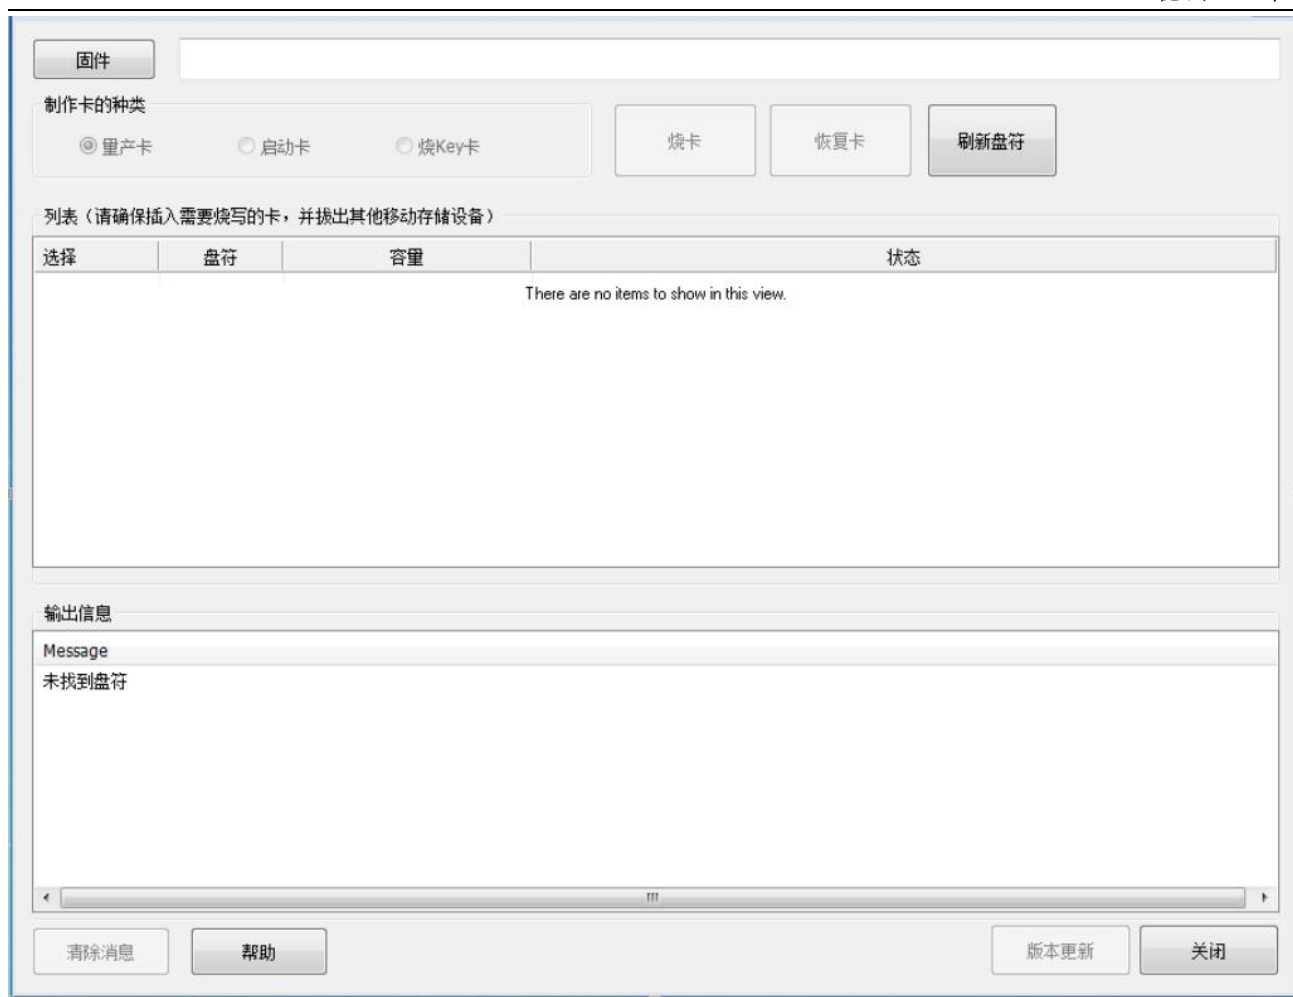 固件
制作卡的种类
量产卡 启动卡 烧Key卡 烧卡 恢复卡 刷新盘符
列表（请确保插入需要烧写的卡，并拔出其他移动存储设备）
选择 盘符 容量 状态
There are no items to show in this view.
输出信息
Message
未找到盘符
清除消息 帮助 版本更新 关闭